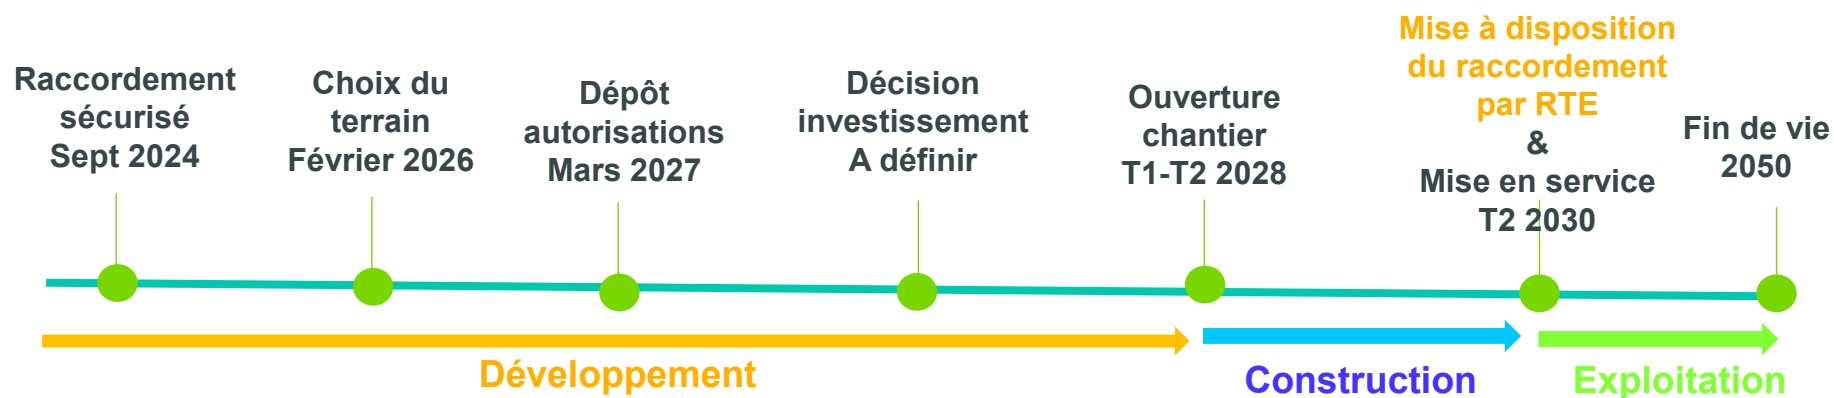 Raccordement
sécurisé
Sept 2024
Choix du
terrain
Février 2026
Dépôt
autorisations
Mars 2027
Décision
investissement
A définir
Ouverture
chantier
T1-T2 2028
Mise à disposition
du raccordement
par RTE
&
Mise en service
T2 2030
Fin de vie
2050
Développement
Construction
Exploitation